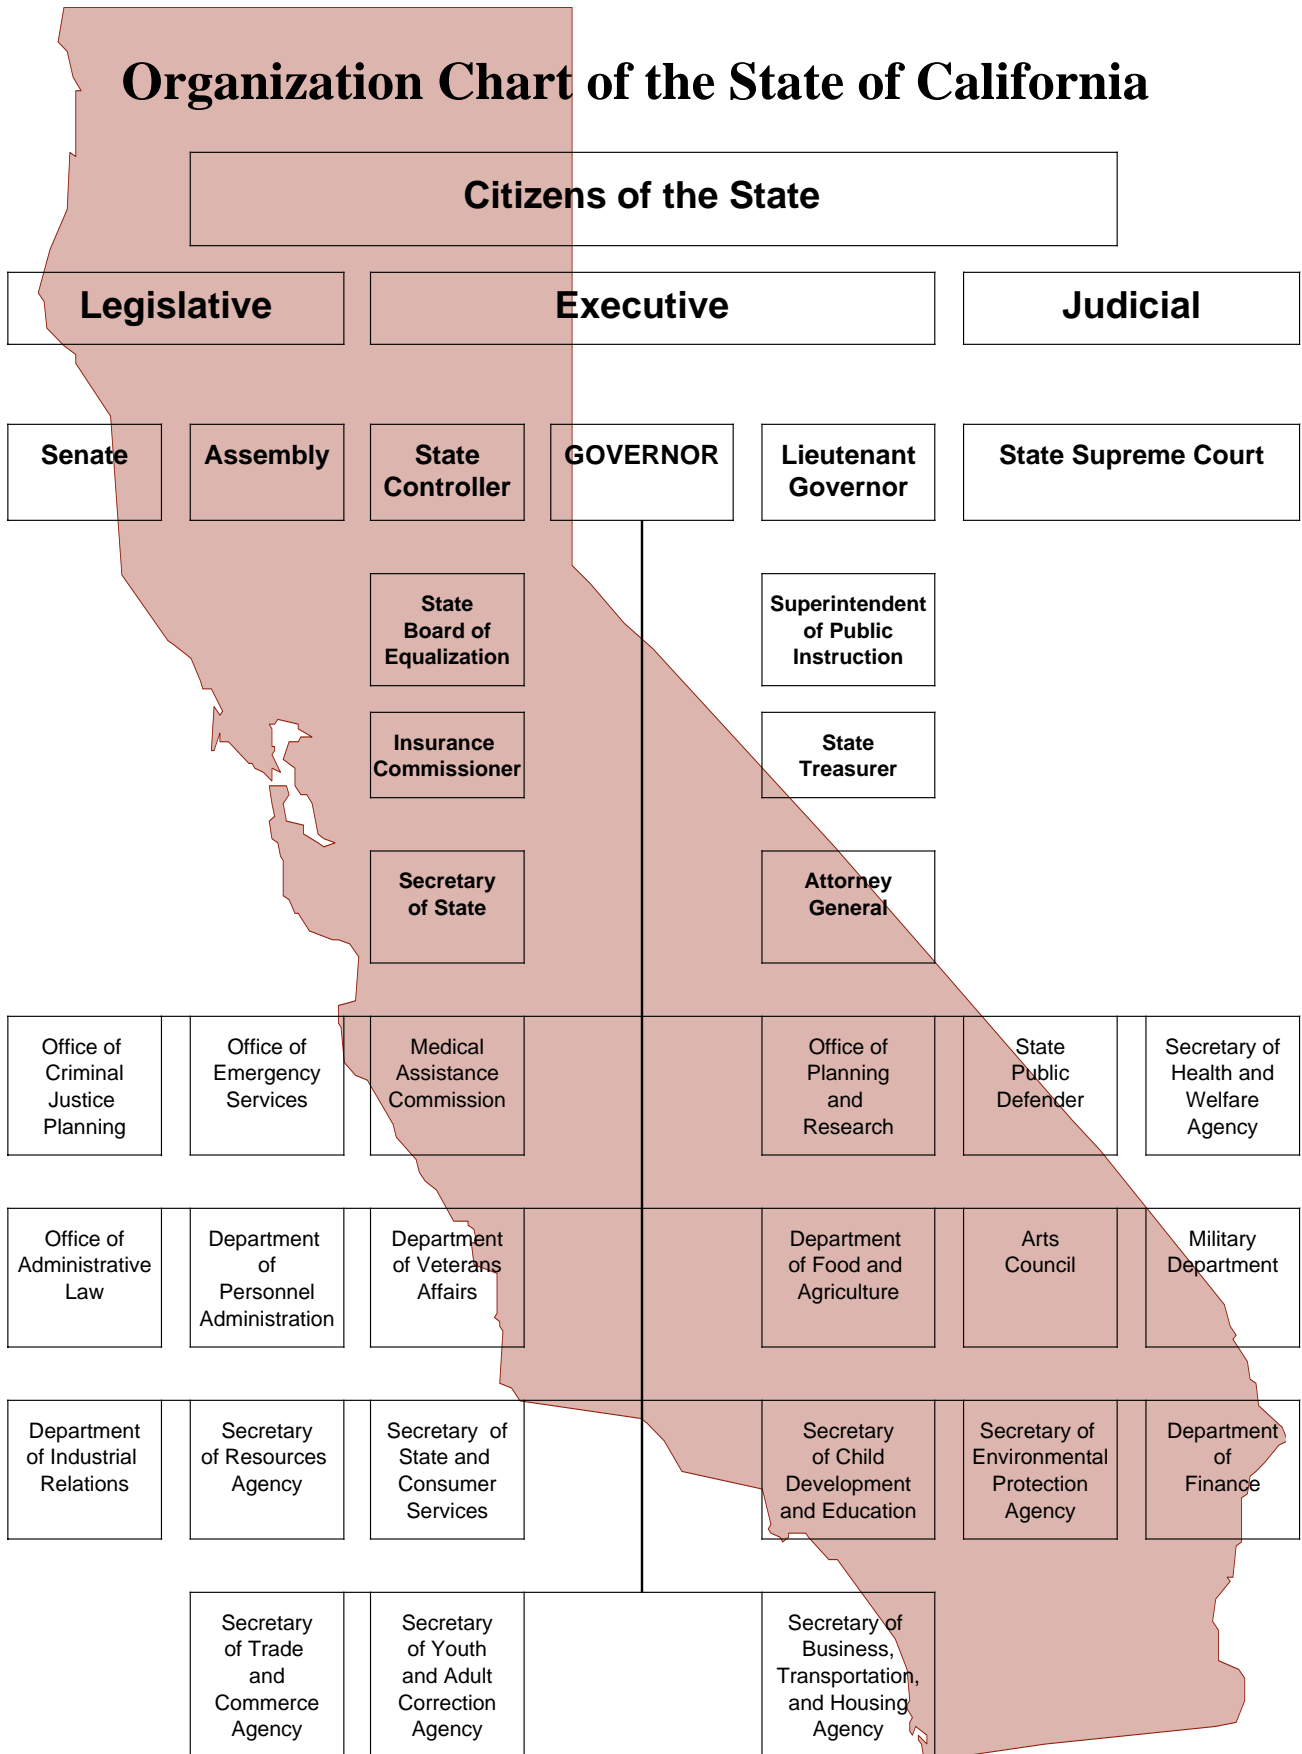 Organization Chart of the State of California
Citizens of the State
Legislative
Executive
Judicial
Senate
Assembly
State
Controller
GOVERNOR
Lieutenant
Governor
State Supreme Court
State
Board of
Equalization
Superintendent
of Public
Instruction
Insurance
Commissioner
State
Treasurer
Secretary
of State
Attorney
General
Office of
Criminal
Justice
Planning
Office of
Emergency
Services
Medical
Assistance
Commission
Office of
Planning
and
Research
State
Public
Defender
Secretary of
Health and
Welfare
Agency
Office of
Administrative
Law
Department
of
Personnel
Administration
Department
of Veterans
Affairs
Department
of Food and
Agriculture
Arts
Council
Military
Department
Department
of Industrial
Relations
Secretary
of Resources
Agency
Secretary of
State and
Consumer
Services
Secretary
of Child
Development
and Education
Secretary of
Environmental
Protection
Agency
Department
of
Finance
Secretary
of Trade
and
Commerce
Agency
Secretary
of Youth
and Adult
Correction
Agency
Secretary of
Business,
Transportation,
and Housing
Agency